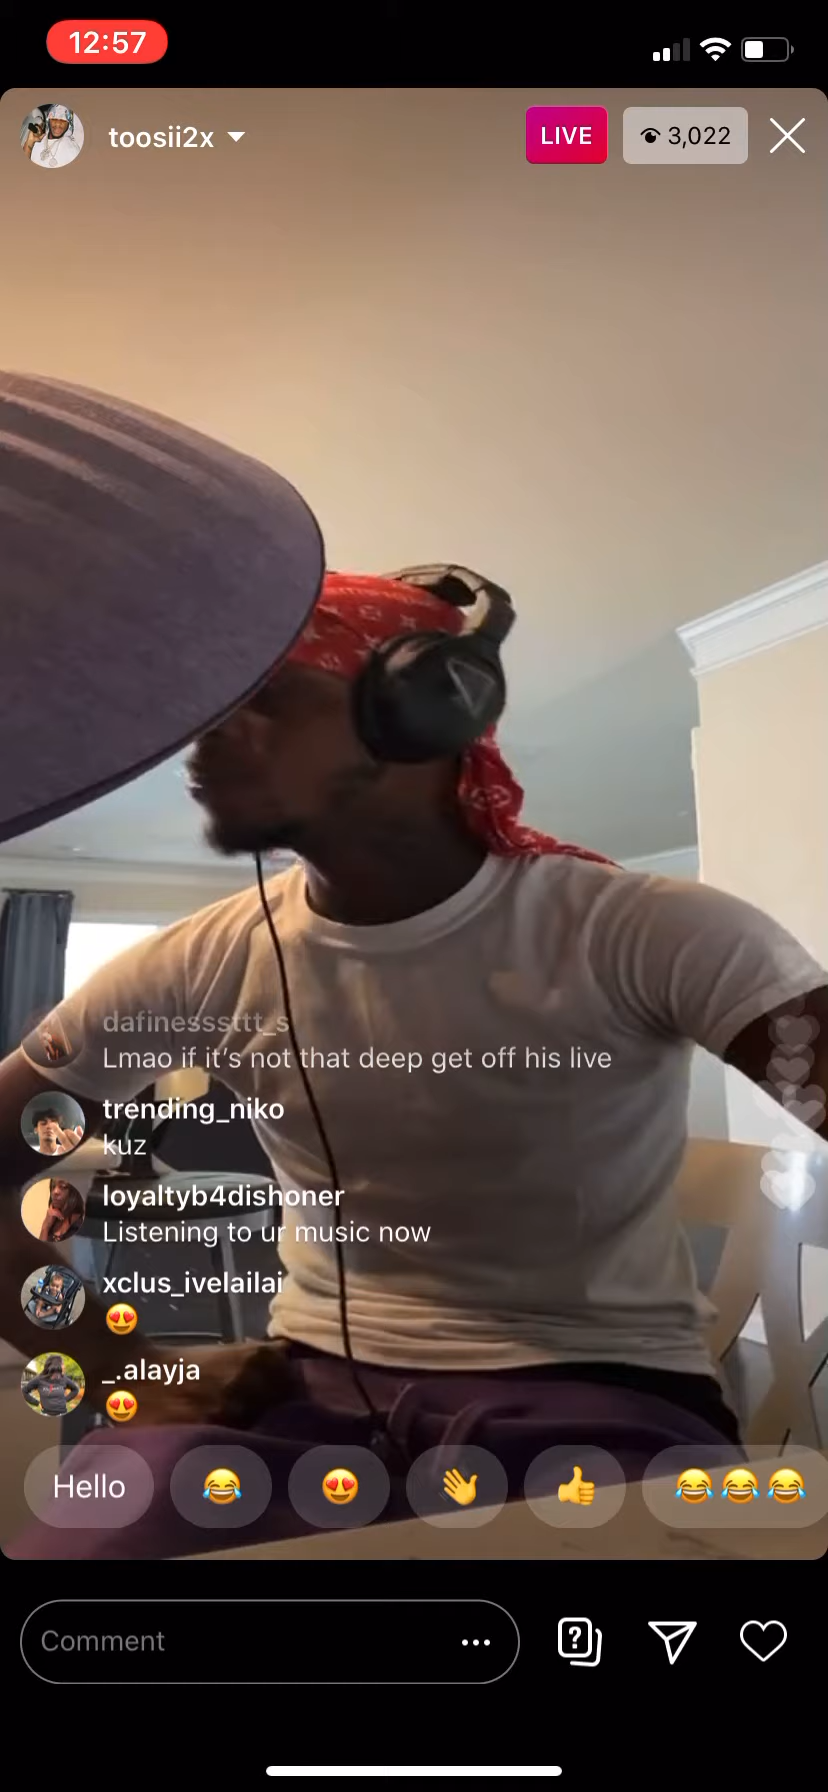 12:57
toosii2x
LIVE
3,022
dafinesssttt_s
Lmao if it's not that deep get off his live
trending_niko
kuz
loyaltyb4dishoner
Listening to ur music now
xclus_ivelailai
😍
_.alayja
😍
Hello 😂 😍 👋 👍 😂😂😂
Comment